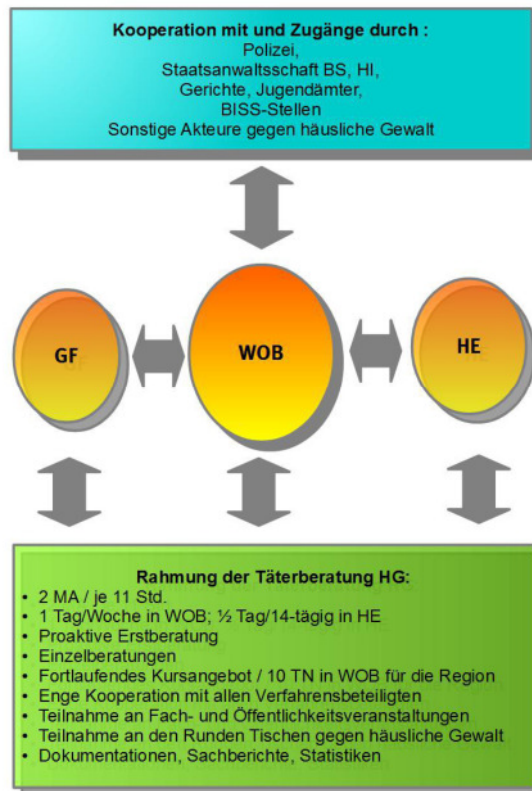 Kooperation mit und Zugänge durch :
Polizei,
Staatsanwaltsschaft BS, HI,
Gerichte, Jugendämter,
BISS-Stellen
Sonstige Akteure gegen häusliche Gewalt
GF
WOB
HE
Rahmung der Täterberatung HG:
• 2 MA / je 11 Std.
• 1 Tag/Woche in WOB; ½ Tag/14-tägig in HE
• Proaktive Erstberatung
• Einzelberatungen
• Fortlaufendes Kursangebot / 10 TN in WOB für die Region
• Enge Kooperation mit allen Verfahrensbeteiligten
• Teilnahme an Fach- und Öffentlichkeitsveranstaltungen
• Teilnahme an den Runden Tischen gegen häusliche Gewalt
• Dokumentationen, Sachberichte, Statistiken